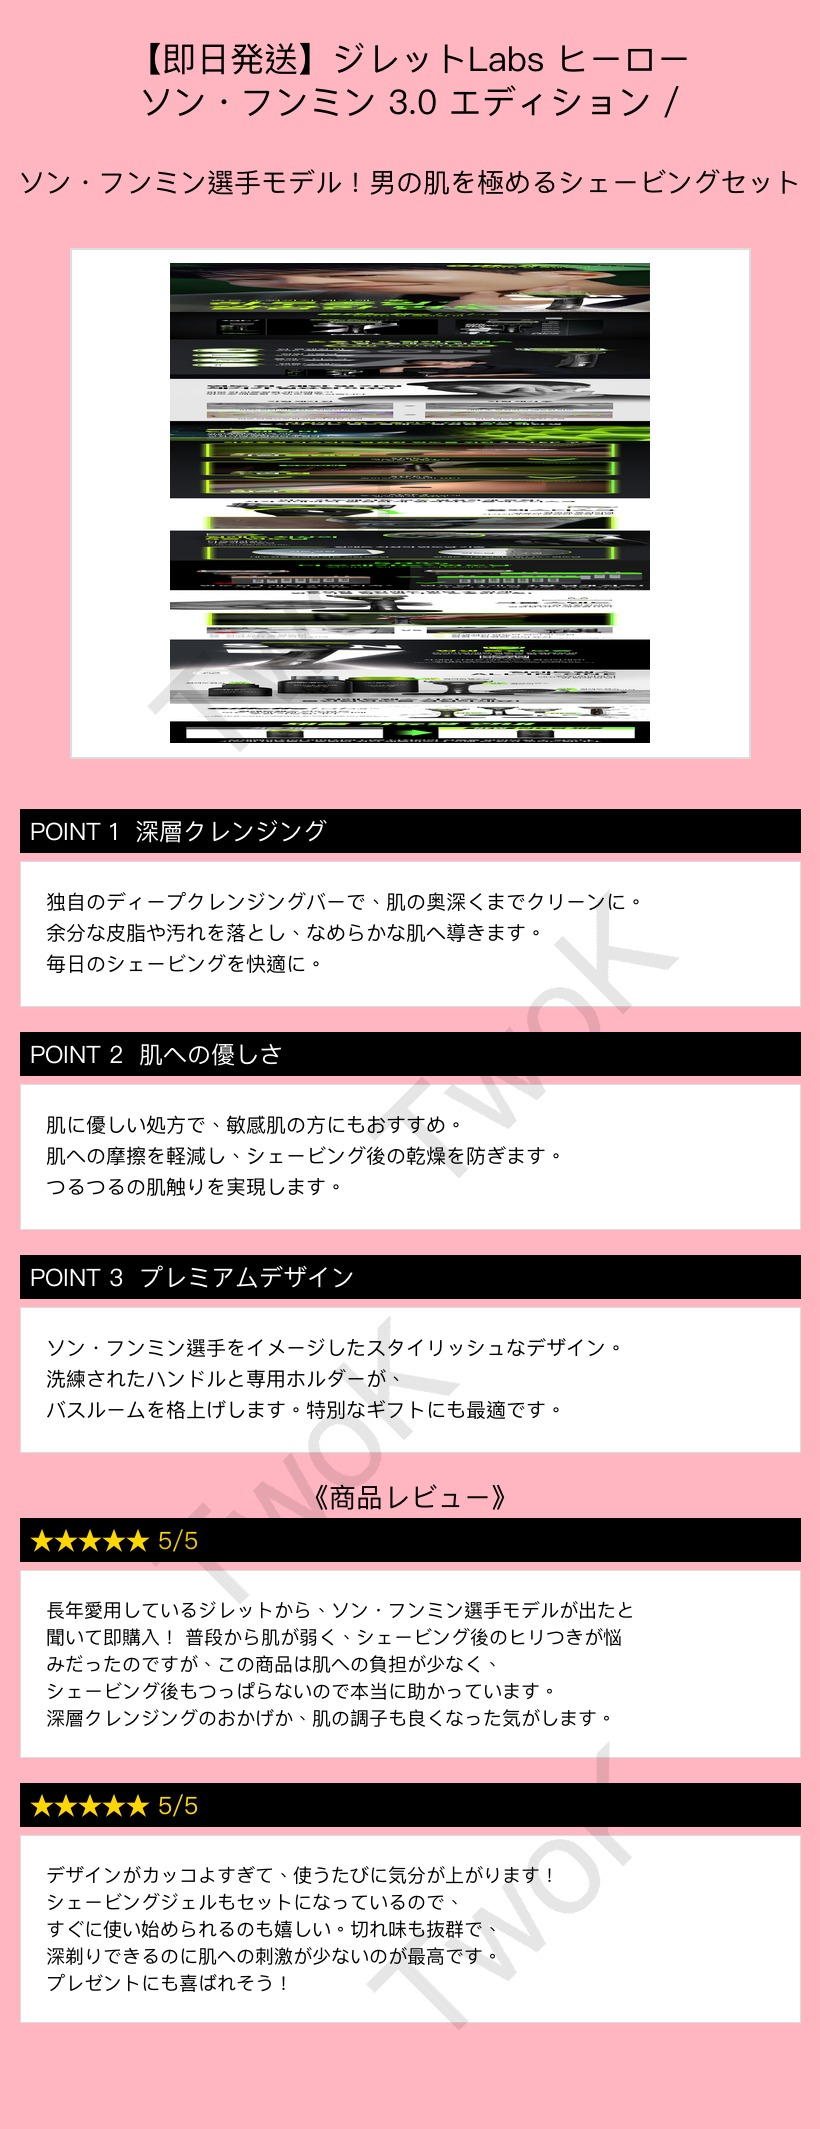 【即日発送】ジレットLabs ヒーロー
ソン・フンミン 3.0 エディション /
ソン・フンミン選手モデル！男の肌を極めるシェービングセット
POINT 1 深層クレンジング
独自のディープクレンジングバーで、肌の奥深くまでクリーンに。
余分な皮脂や汚れを落とし、なめらかな肌へ導きます。
毎日のシェービングを快適に。
POINT 2 肌への優しさ
肌に優しい処方で、敏感肌の方にもおすすめ。
肌への摩擦を軽減し、シェービング後の乾燥を防ぎます。
つるつるの肌触りを実現します。
POINT 3 プレミアムデザイン
ソン・フンミン選手をイメージしたスタイリッシュなデザイン。
洗練されたハンドルと専用ホルダーが、
バスルームを格上げします。特別なギフトにも最適です。
《商品レビュー》
★★★★★ 5/5
長年愛用しているジレットから、ソン・フンミン選手モデルが出たと
聞いて即購入！ 普段から肌が弱く、シェービング後のヒリつきが悩
みだったのですが、この商品は肌への負担が少なく、
シェービング後もつっぱらないので本当に助かっています。
深層クレンジングのおかげか、肌の調子も良くなった気がします。
★★★★★ 5/5
デザインがカッコよすぎて、使うたびに気分が上がります！
シェービングジェルもセットになっているので、
すぐに使い始められるのも嬉しい。切れ味も抜群で、
深剃りできるのに肌への刺激が少ないのが最高です。
プレゼントにも喜ばれそう！
TwoK
TwoK
TwoK